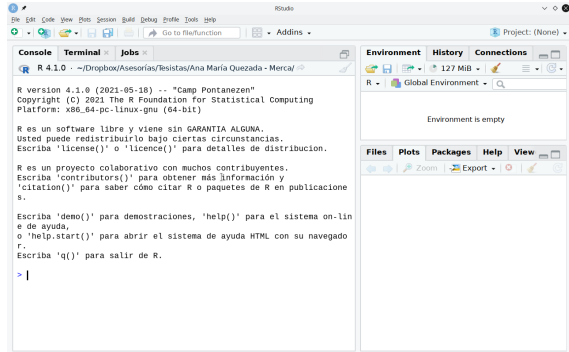 RStudio
File Edit Code View Plots Session Build Debug Profile Tools Help
Go to file/function
Addins
Project: (None)
Console Terminal × Jobs ×
R 4.1.0 · ~/Dropbox/Asesorías/Tesistas/Ana María Quezada - Merca/
R version 4.1.0 (2021-05-18) -- "Camp Pontanezen"
Copyright (C) 2021 The R Foundation for Statistical Computing
Platform: x86_64-pc-linux-gnu (64-bit)
R es un software libre y viene sin GARANTIA ALGUNA.
Usted puede redistribuirlo bajo ciertas circunstancias.
Escriba 'license()' o 'licence()' para detalles de distribucion.
R es un proyecto colaborativo con muchos contribuyentes.
Escriba 'contributors()' para obtener más información y
'citation()' para saber cómo citar R o paquetes de R en publicacione
s.
Escriba 'demo()' para demostraciones, 'help()' para el sistema on-lin
e de ayuda,
o 'help.start()' para abrir el sistema de ayuda HTML con su navegado
r.
Escriba 'q()' para salir de R.
>
Environment History Connections
127 MiB
R Global Environment
Environment is empty
Files Plots Packages Help View
Zoom Export